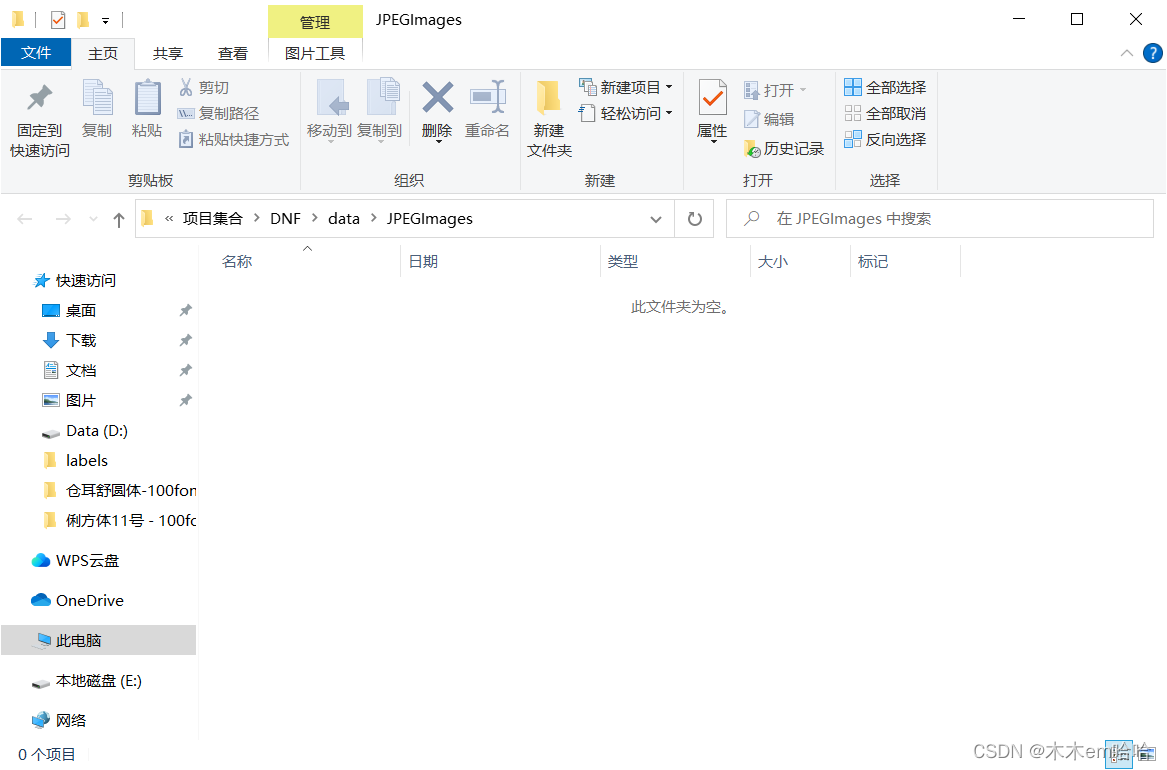 管理
JPEGImages
文件
主页
共享
查看
图片工具
?
固定到
快速访问
复制
粘贴
剪切
复制路径
粘贴快捷方式
剪贴板
移动到
复制到
删除
重命名
组织
新建
文件夹
新建项目
轻松访问
新建
属性
打开
编辑
历史记录
打开
全部选择
全部取消
反向选择
选择
« 项目集合 > DNF > data > JPEGImages
在 JPEGImages 中搜索
名称
日期
类型
大小
标记
此文件夹为空。
快速访问
桌面
下载
文档
图片
Data (D:)
labels
仓耳舒圆体-100fon
俐方体11号 - 100fc
WPS云盘
OneDrive
此电脑
本地磁盘 (E:)
网络
0 个项目
CSDN @木木em哈哈